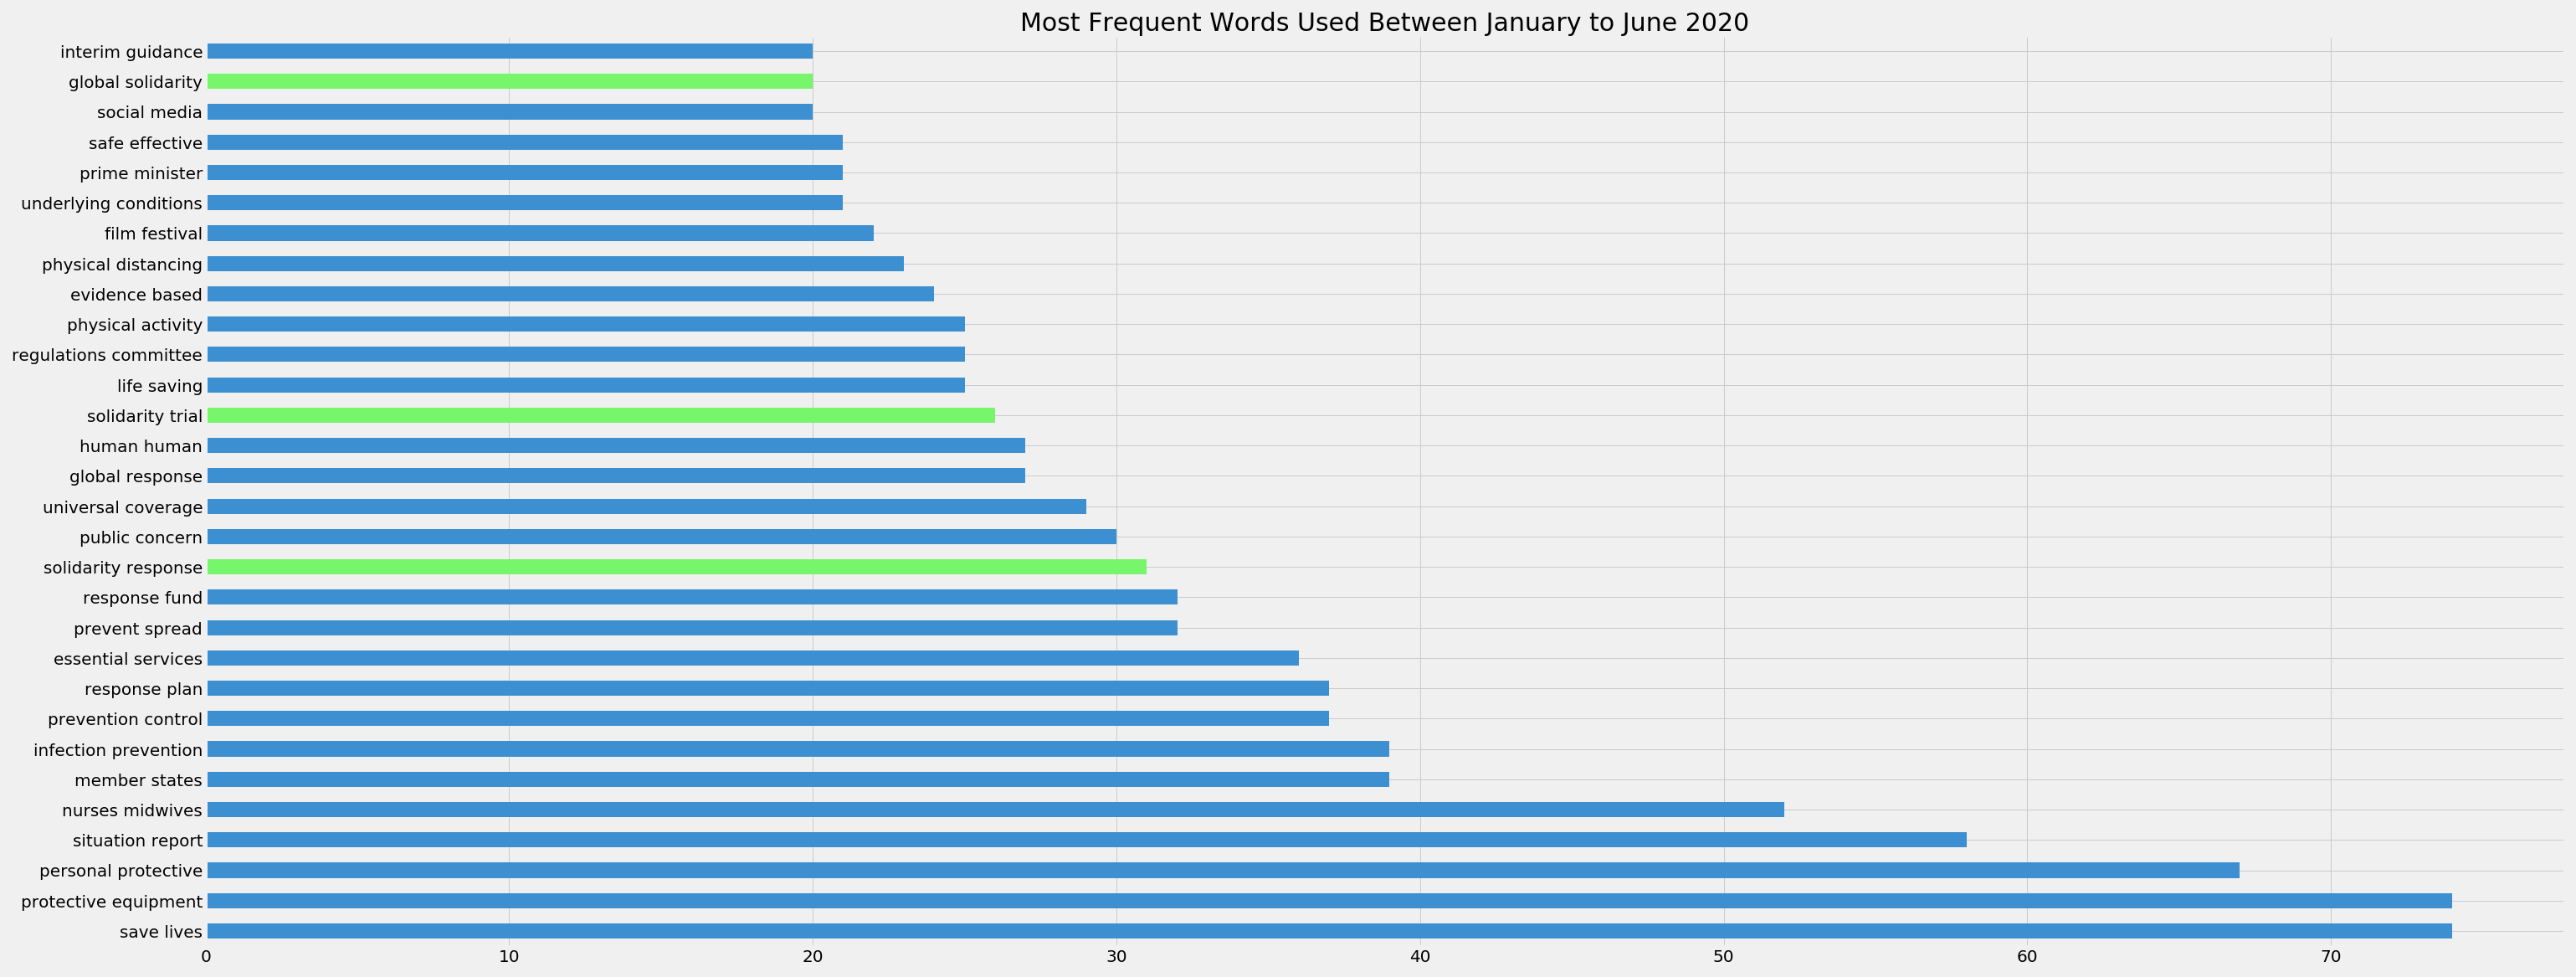 Most Frequent Words Used Between January to June 2020
interim guidance
global solidarity
social media
safe effective
prime minister
underlying conditions
film festival
physical distancing
evidence based
physical activity
regulations committee
life saving
solidarity trial
human human
global response
universal coverage
public concern
solidarity response
response fund
prevent spread
essential services
response plan
prevention control
infection prevention
member states
nurses midwives
situation report
personal protective
protective equipment
save lives
0 10 20 30 40 50 60 70